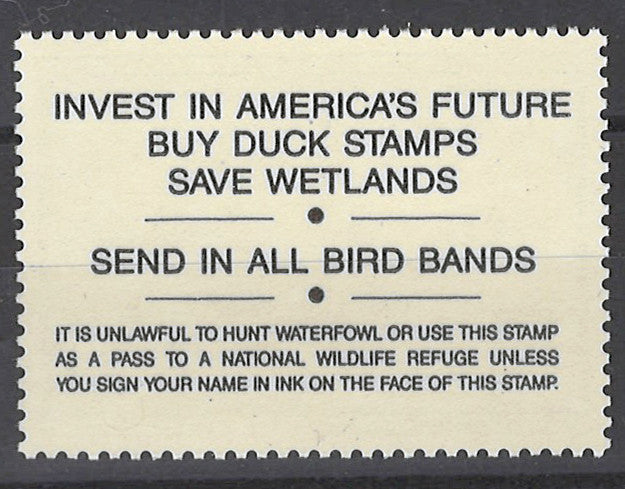 INVEST IN AMERICA'S FUTURE
BUY DUCK STAMPS
SAVE WETLANDS
SEND IN ALL BIRD BANDS
IT IS UNLAWFUL TO HUNT WATERFOWL OR USE THIS STAMP
AS A PASS TO A NATIONAL WILDLIFE REFUGE UNLESS
YOU SIGN YOUR NAME IN INK ON THE FACE OF THIS STAMP.